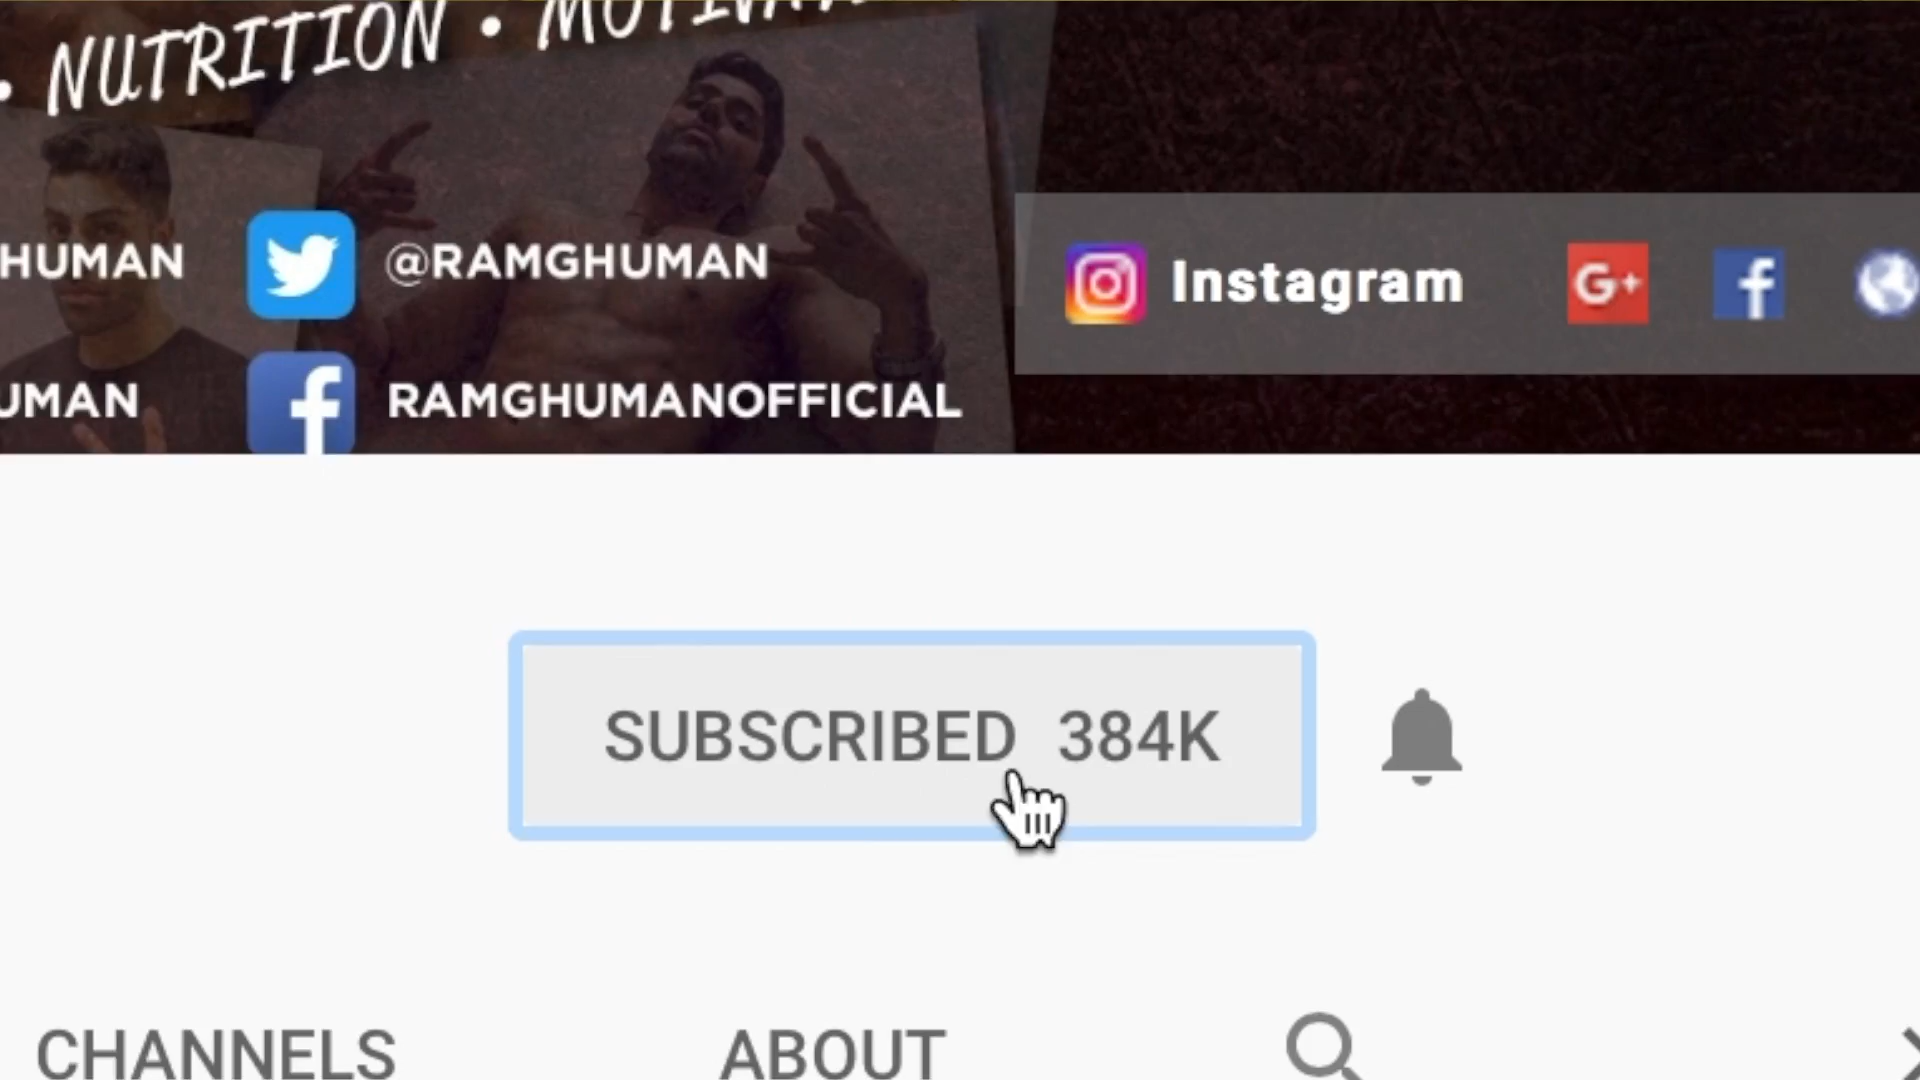 • NUTRITION •
HUMAN
@RAMGHUMAN
Instagram
G+
UMAN
RAMGHUMANOFFICIAL
SUBSCRIBED 384K
CHANNELS
ABOUT